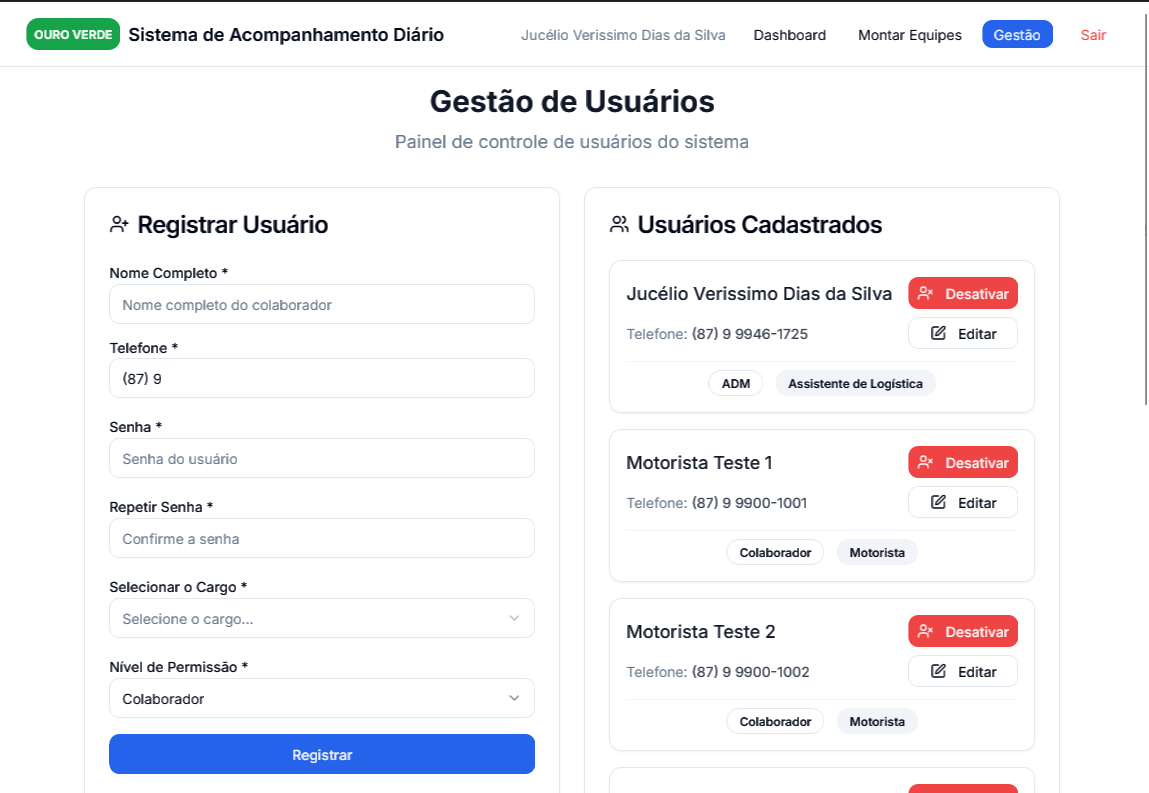 OURO VERDE Sistema de Acompanhamento Diário Jucélio Verissimo Dias da Silva Dashboard Montar Equipes Gestão Sair
Gestão de Usuários
Painel de controle de usuários do sistema
Registrar Usuário
Nome Completo *
Nome completo do colaborador
Telefone *
(87) 9
Senha *
Senha do usuário
Repetir Senha *
Confirme a senha
Selecionar o Cargo *
Selecione o cargo...
Nível de Permissão *
Colaborador
Registrar
Usuários Cadastrados
Jucélio Verissimo Dias da Silva Desativar
Telefone: (87) 9 9946-1725 Editar
ADM Assistente de Logística
Motorista Teste 1 Desativar
Telefone: (87) 9 9900-1001 Editar
Colaborador Motorista
Motorista Teste 2 Desativar
Telefone: (87) 9 9900-1002 Editar
Colaborador Motorista